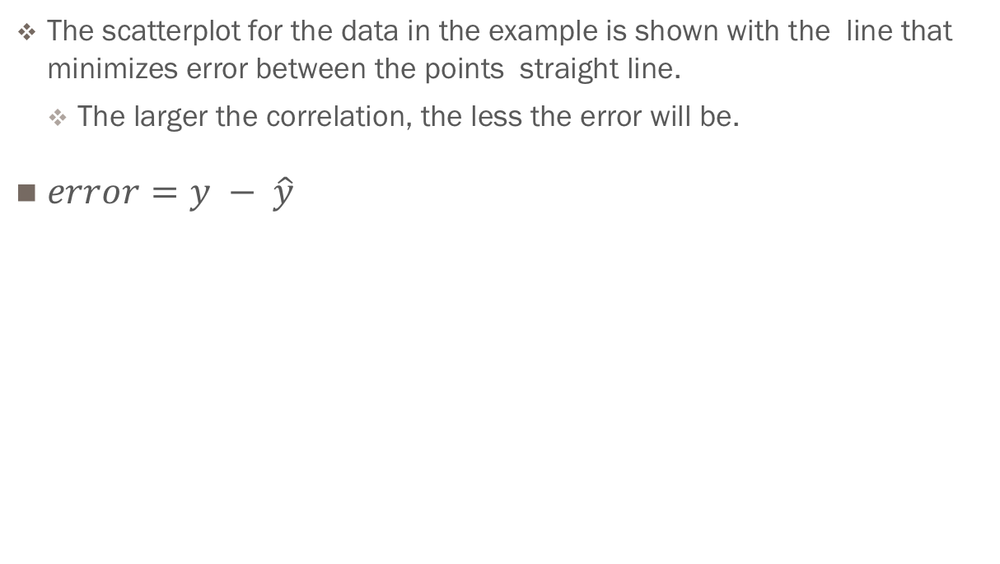 ❖ The scatterplot for the data in the example is shown with the  line that
minimizes error between the points  straight line.
❖ The larger the correlation, the less the error will be.
■ error = y − ŷ